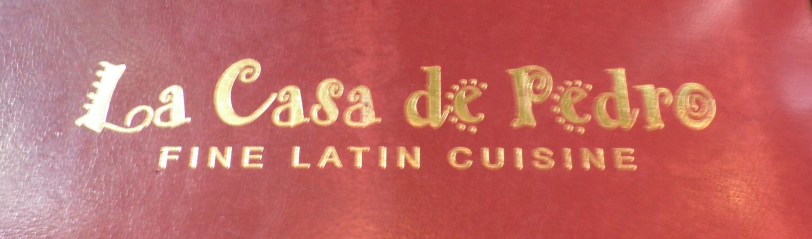 La Casa de Pedro
FINE LATIN CUISINE